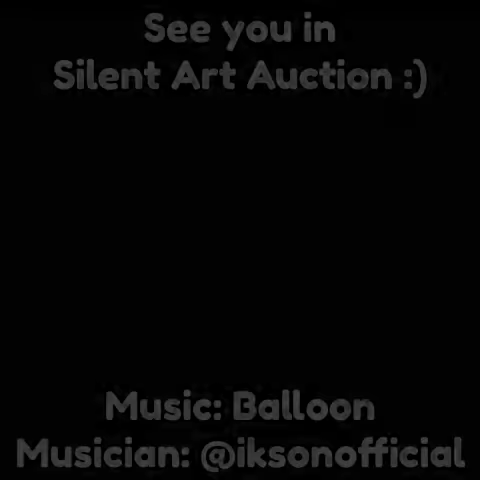 See you in
Silent Art Auction :)
Music: Balloon
Musician: @iksonofficial